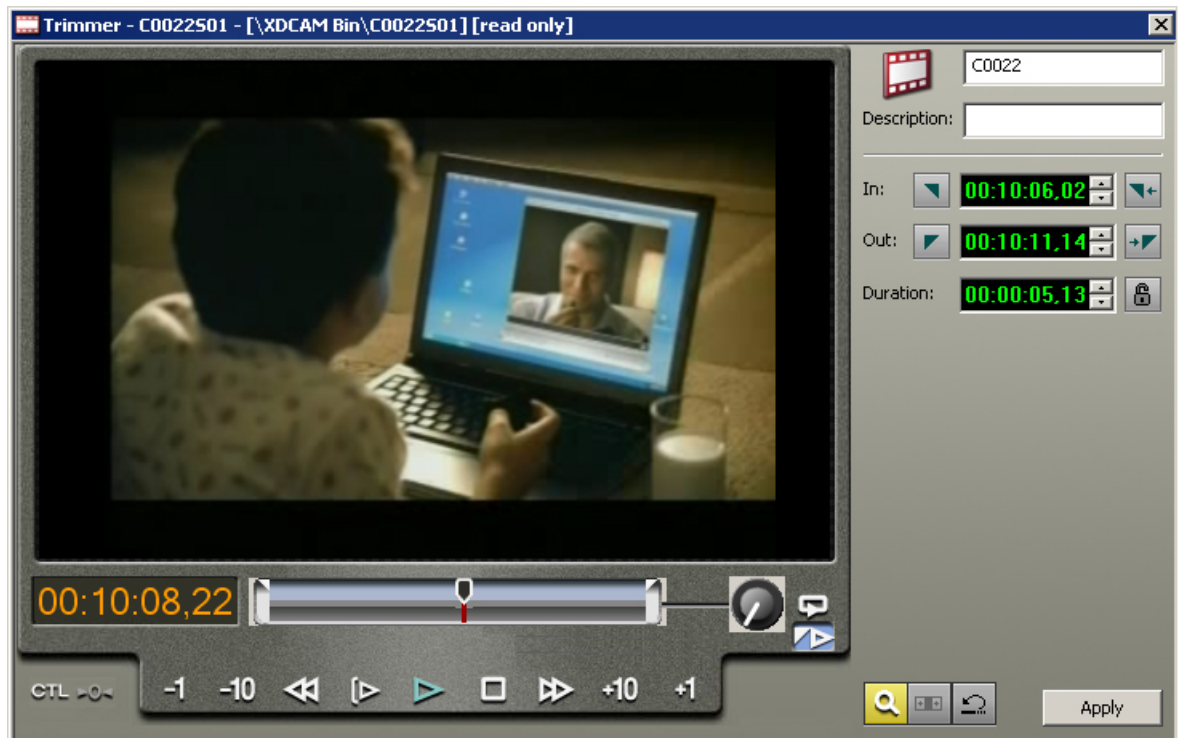 Trimmer - C0022S01 - [\XDCAM Bin\C0022S01] [read only]
C0022
Description:
In: 00:10:06,02
Out: 00:10:11,14
Duration: 00:00:05,13
00:10:08,22
CTL ▸0◂ -1 -10 +10 +1
Apply